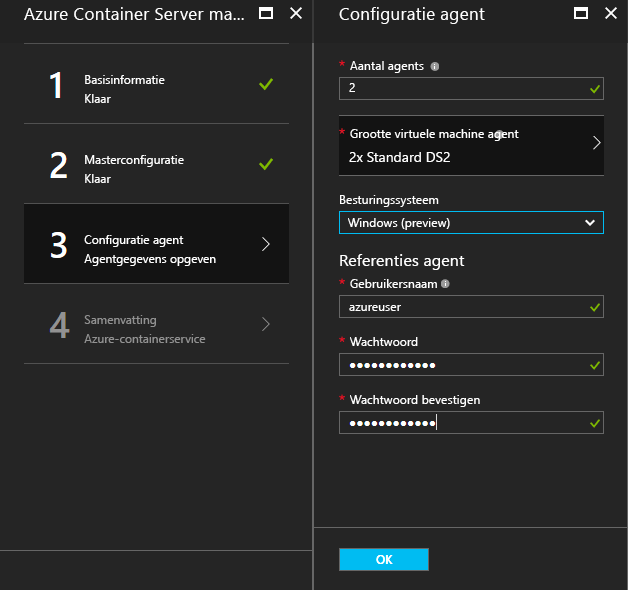 Azure Container Server ma...
1
Basisinformatie
Klaar
2
Masterconfiguratie
Klaar
3
Configuratie agent
Agentgegevens opgeven
4
Samenvatting
Azure-containerservice
Configuratie agent
* Aantal agents
2
* Grootte virtuele machine agent
2x Standard DS2
Besturingssysteem
Windows (preview)
Referenties agent
* Gebruikersnaam
azureuser
* Wachtwoord
••••••••••••
* Wachtwoord bevestigen
••••••••••••
OK